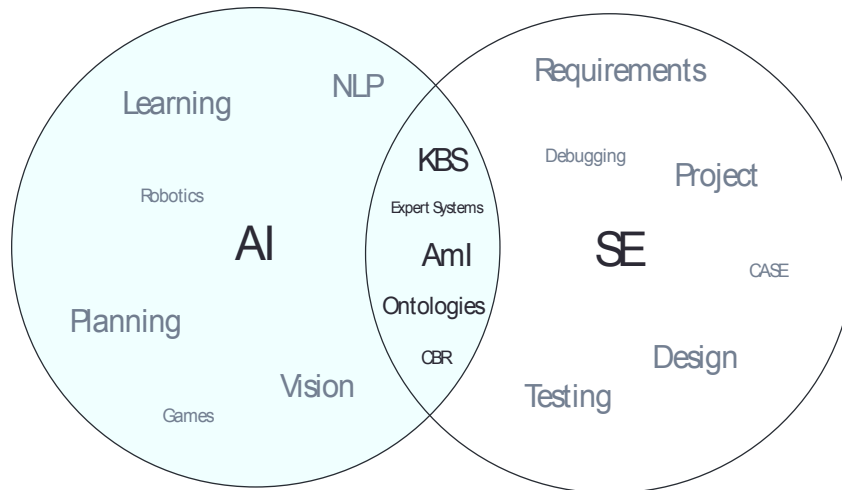 Learning
NLP
Robotics
AI
Planning
Vision
Games
KBS
Expert Systems
AmI
Ontologies
CBR
Requirements
Debugging
Project
SE
CASE
Design
Testing